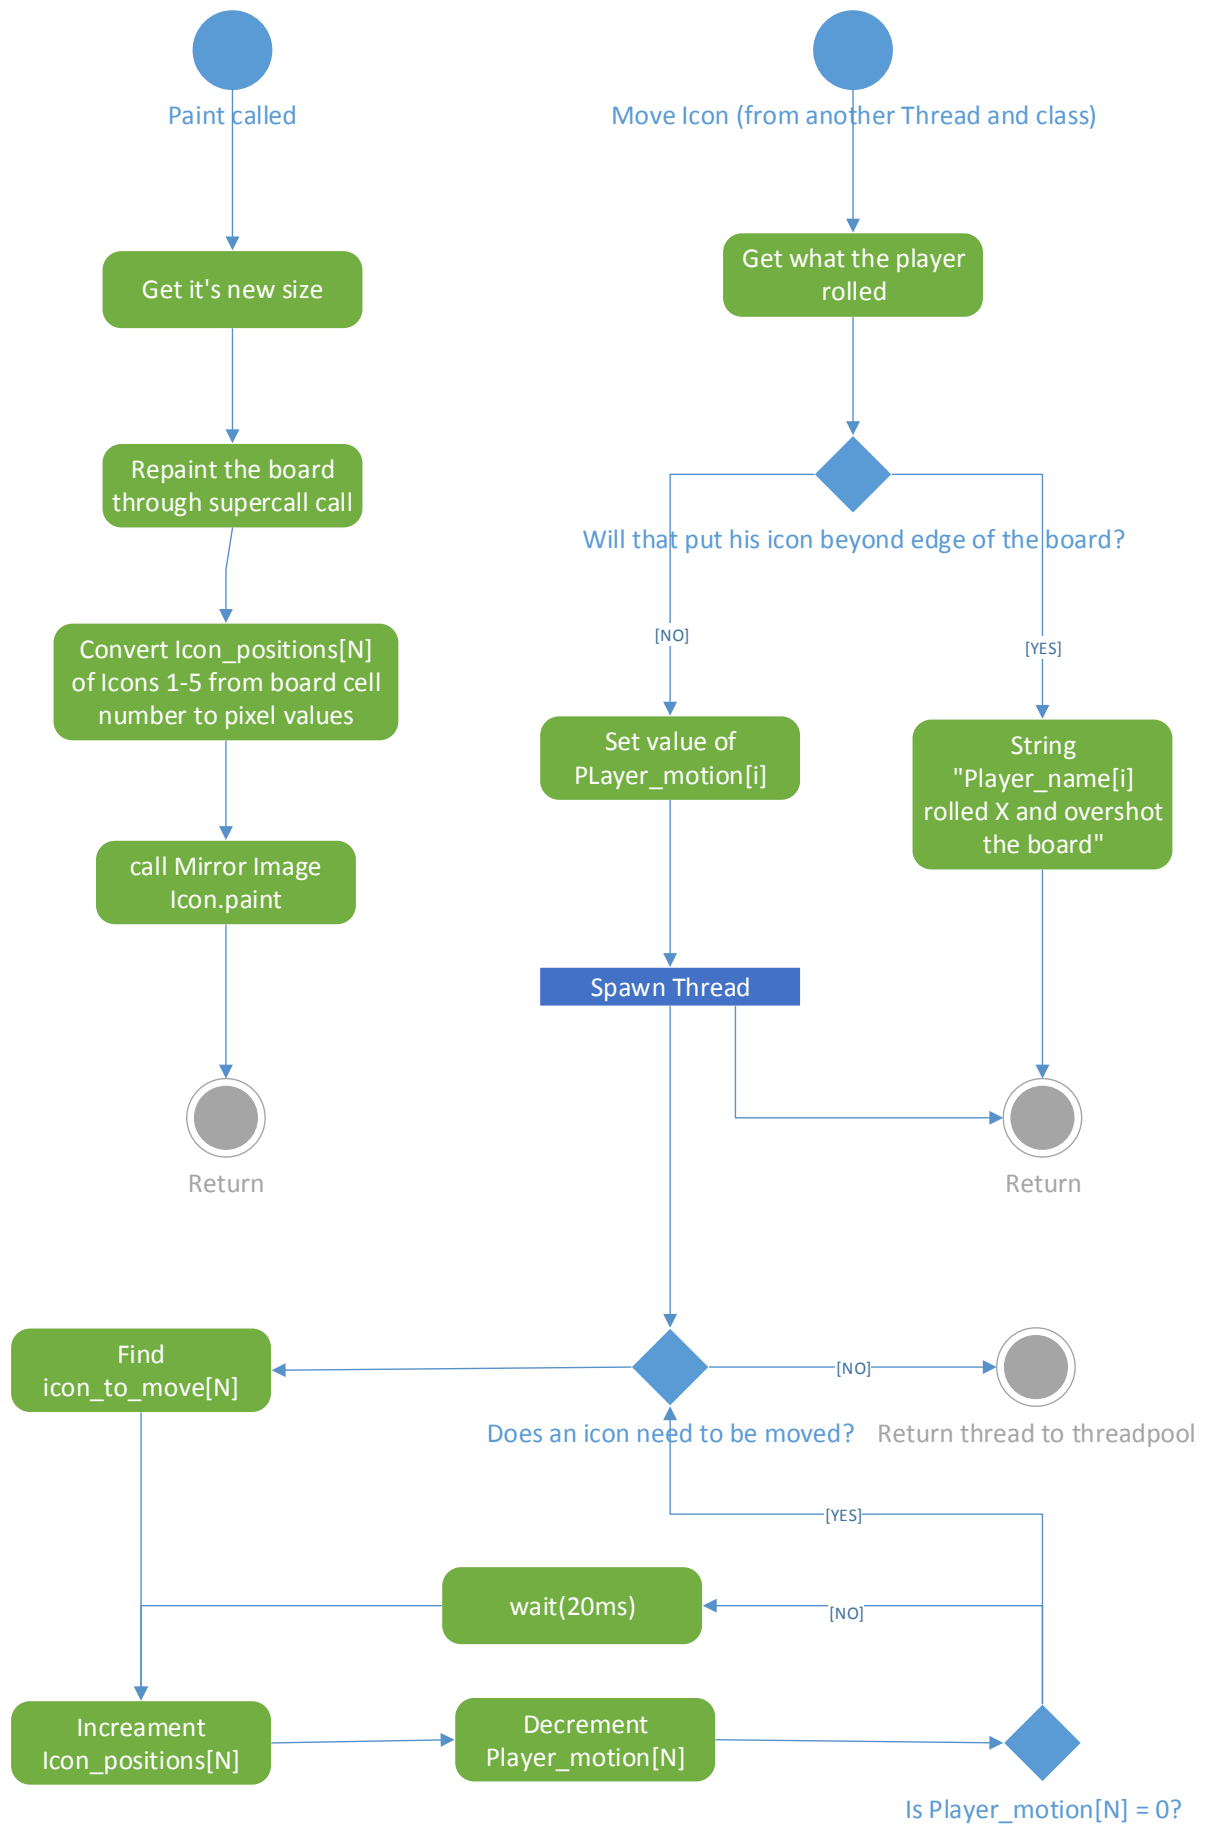 Paint called
Move Icon (from another Thread and class)
Get it's new size
Get what the player
rolled
Repaint the board
through supercall call
Will that put his icon beyond edge of the board?
[NO]
[YES]
Convert Icon_positions[N]
of Icons 1-5 from board cell
number to pixel values
Set value of
PLayer_motion[i]
String
"Player_name[i]
rolled X and overshot
the board"
call Mirror Image
Icon.paint
Spawn Thread
Return
Return
Find
icon_to_move[N]
[NO]
Does an icon need to be moved?
Return thread to threadpool
[YES]
wait(20ms)
[NO]
Increament
Icon_positions[N]
Decrement
Player_motion[N]
Is Player_motion[N] = 0?